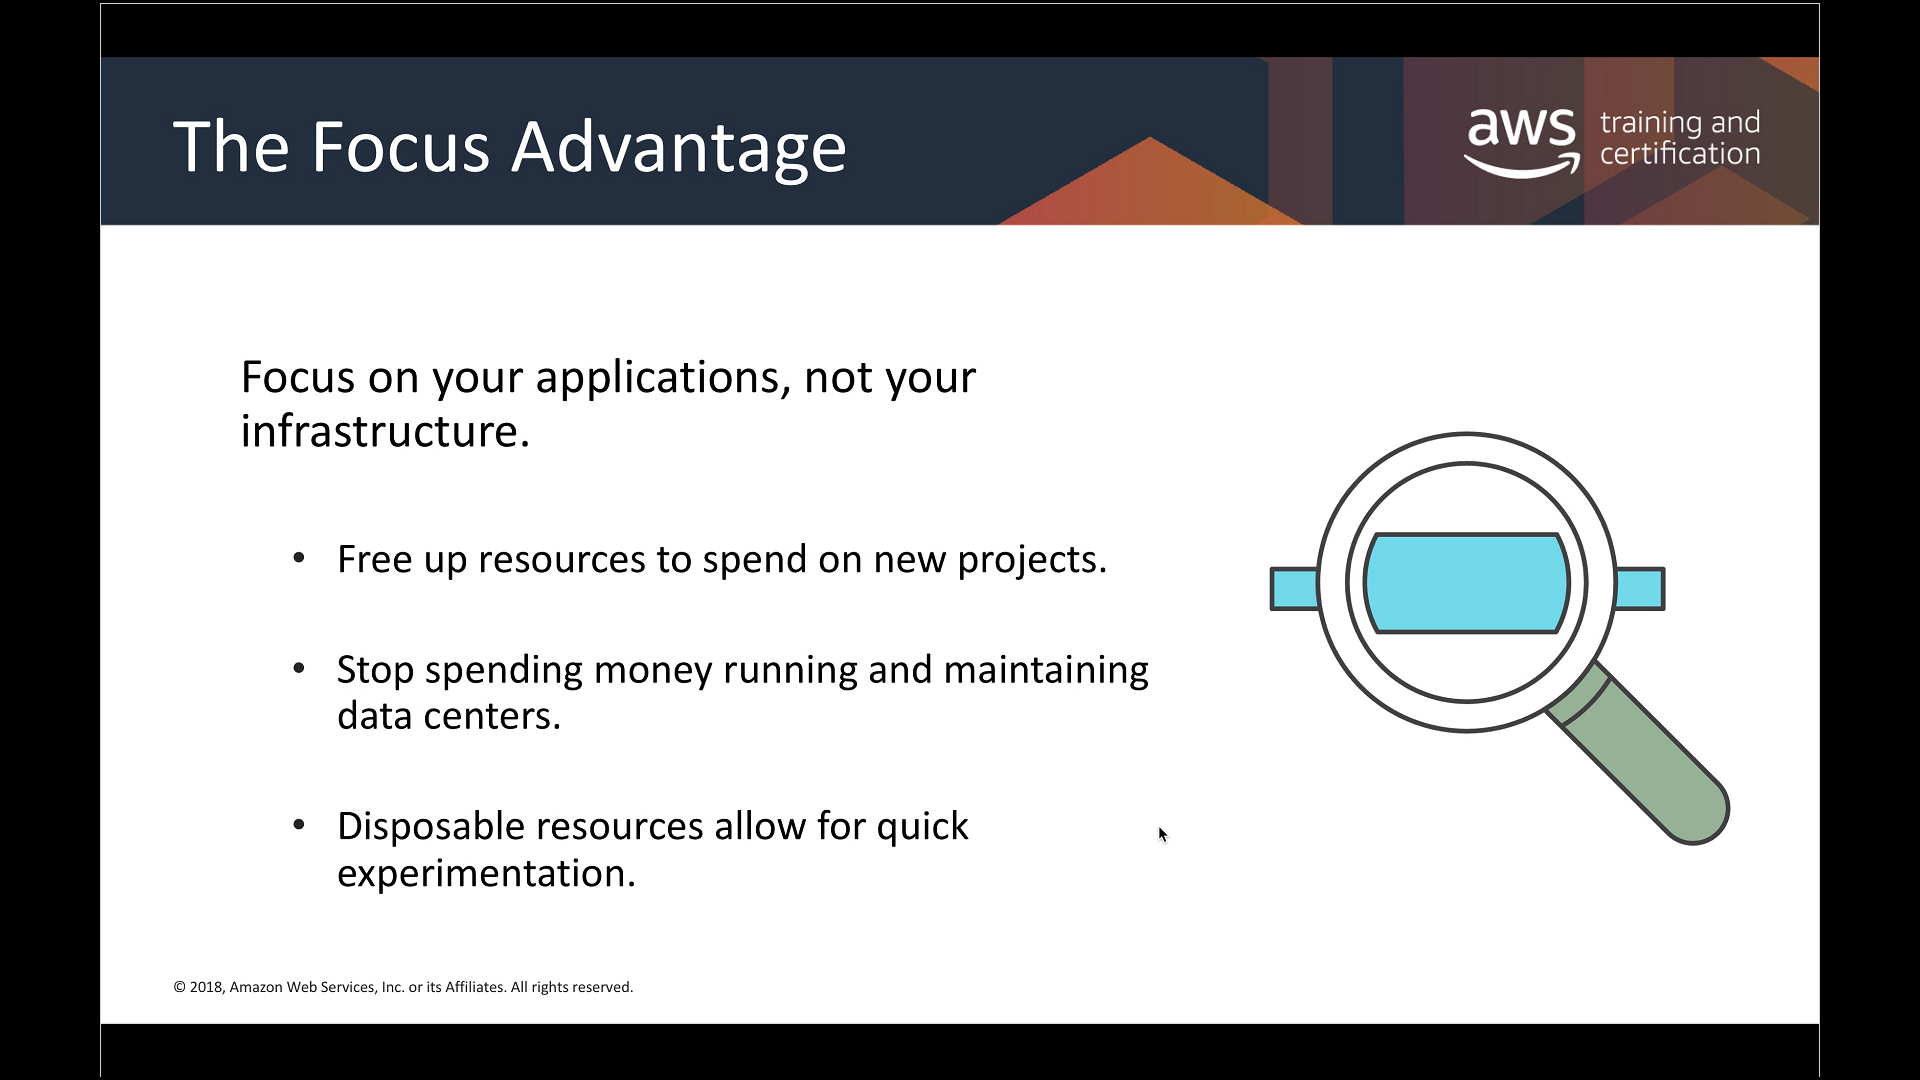 The Focus Advantage
aws training and
certification
Focus on your applications, not your
infrastructure.
• Free up resources to spend on new projects.
• Stop spending money running and maintaining
data centers.
• Disposable resources allow for quick
experimentation.
© 2018, Amazon Web Services, Inc. or its Affiliates. All rights reserved.